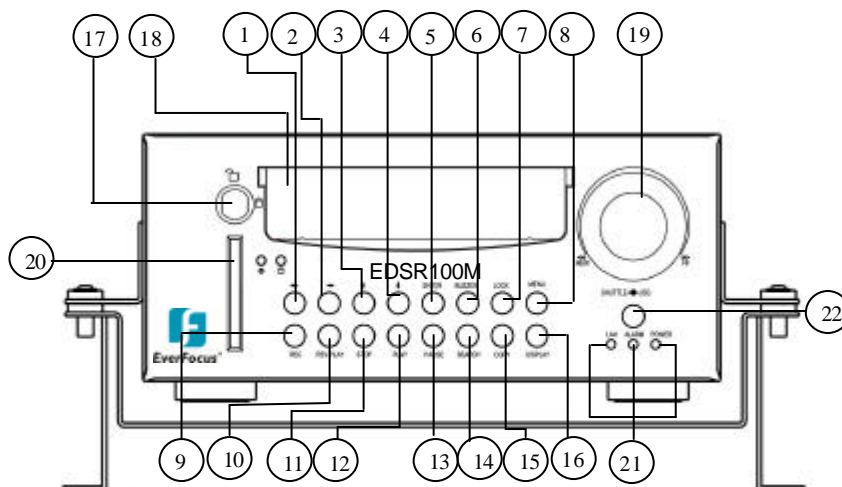 1 2 3 4 5 6 7 8
17 18 19
20
EDSR100M
ENTER BUZZER LOCK MENU
SHUTTLE JOG
22
REC REV.PLAY STOP PLAY PAUSE SEARCH COPY DISPLAY
LAN ALARM POWER
EverFocus
9 10 11 12 13 14 15 16 21